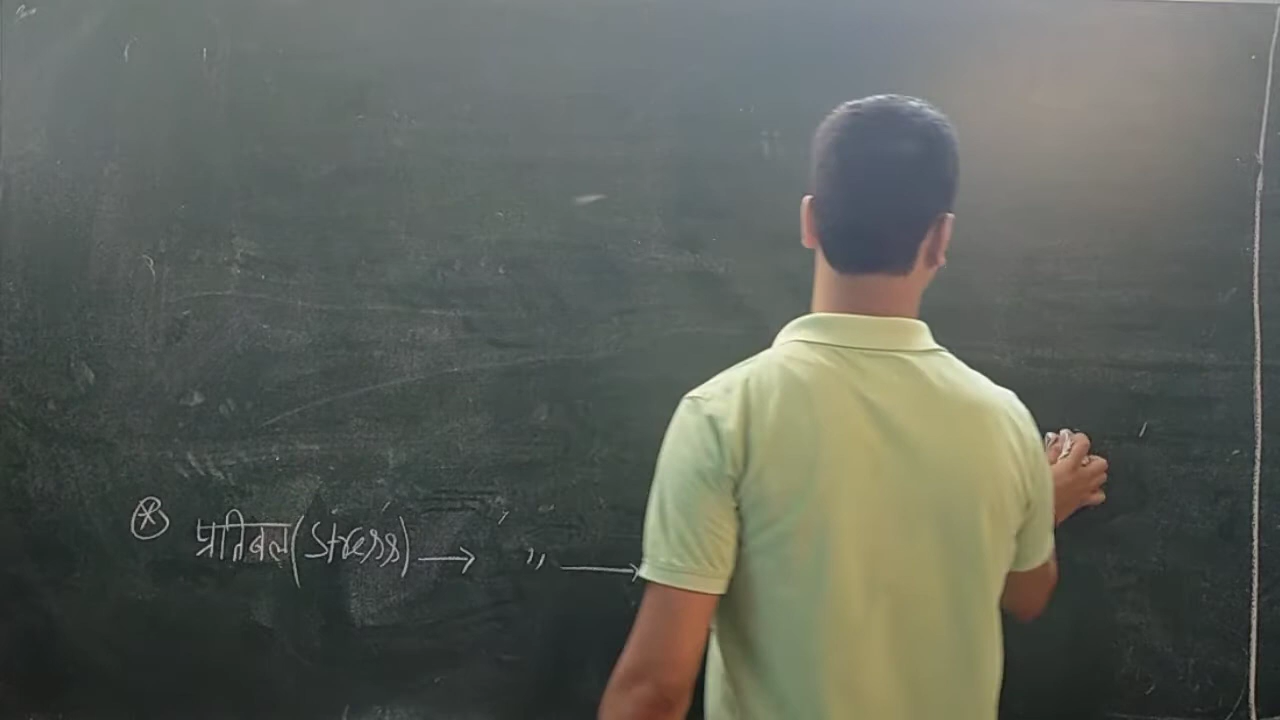 ⊛ प्रतिबल (Stress) → ,, →